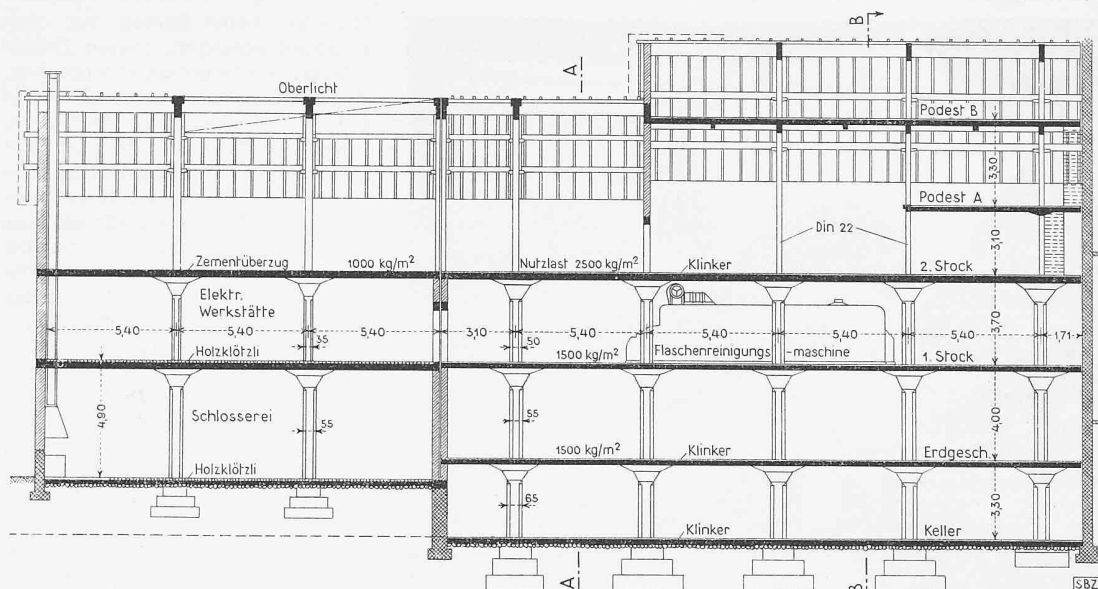 B
A
Oberlicht
Podest B
3,30
Podest A
Din 22
3,10
Zementüberzug
1000 kg/m²
Nutzlast 2500 kg/m²
Klinker
2. Stock
Elektr.
Werkstätte
5,40
5,40
5,40
3,10
5,40
5,40
5,40
5,40
1,71
3,70
35
50
Holzklötzli
1500 kg/m²
Flaschenreinigungs-maschine
1. Stock
4,90
Schlosserei
55
55
4,00
1500 kg/m²
Klinker
Erdgesch.
Holzklötzli
65
3,30
Klinker
Keller
A
B
SBZ